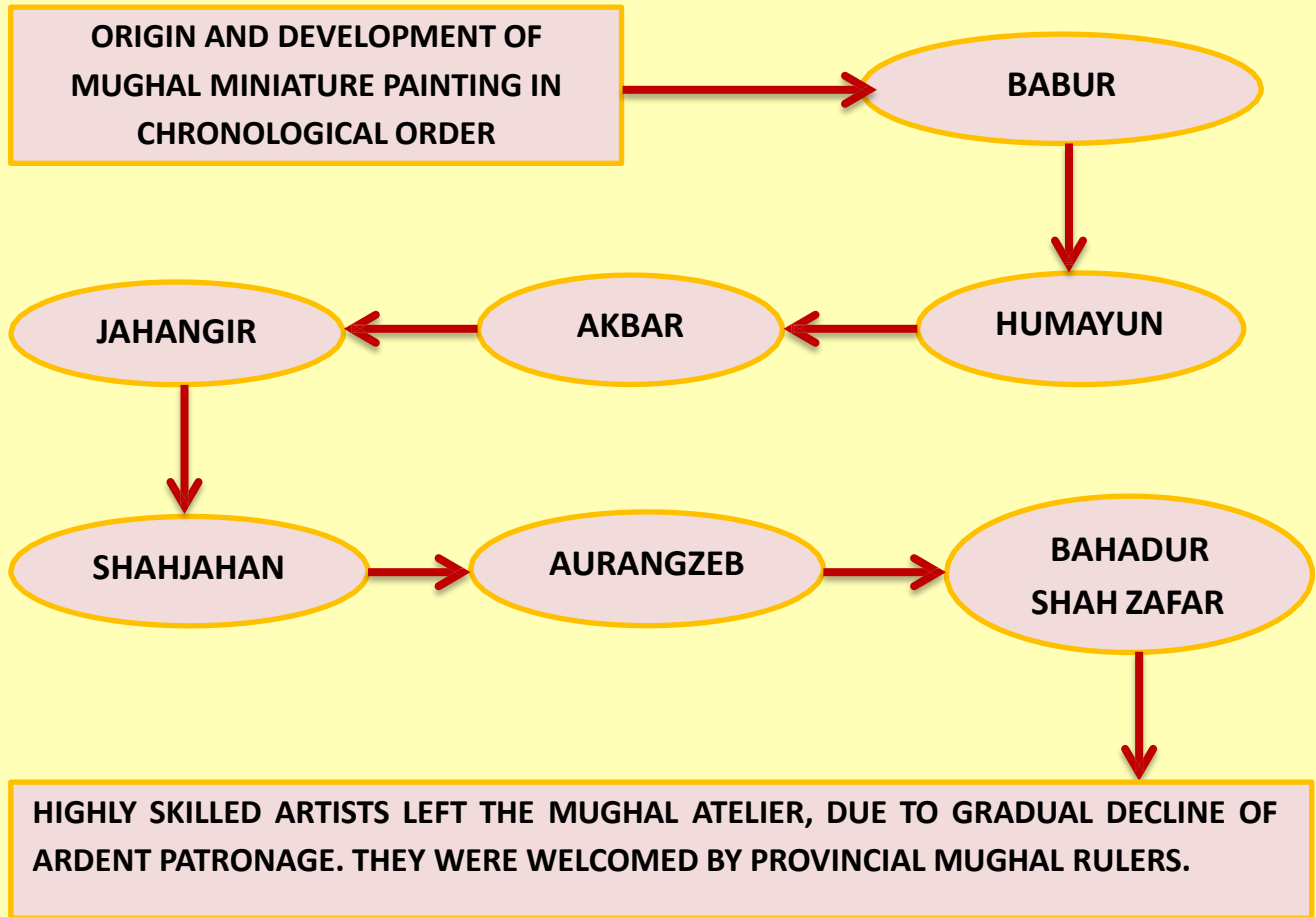 ORIGIN AND DEVELOPMENT OF
MUGHAL MINIATURE PAINTING IN
CHRONOLOGICAL ORDER
BABUR
HUMAYUN
AKBAR
JAHANGIR
SHAHJAHAN
AURANGZEB
BAHADUR
SHAH ZAFAR
HIGHLY SKILLED ARTISTS LEFT THE MUGHAL ATELIER, DUE TO GRADUAL DECLINE OF
ARDENT PATRONAGE. THEY WERE WELCOMED BY PROVINCIAL MUGHAL RULERS.